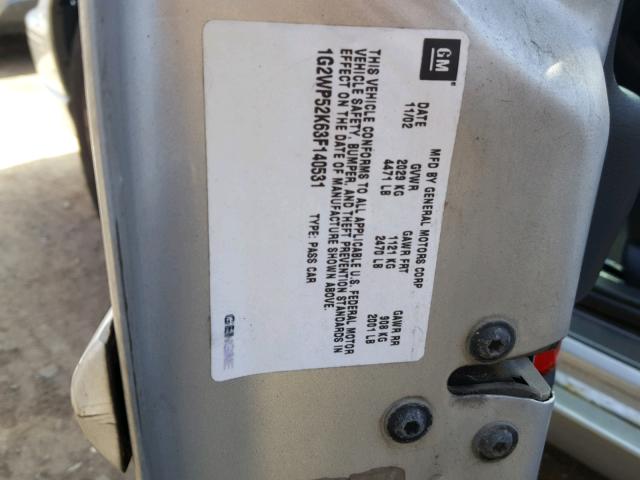 GM
MFD BY GENERAL MOTORS CORP
DATE GVWR GAWR FRT GAWR RR
11/02 2029 KG 1121 KG 908 KG
4471 LB 2470 LB 2001 LB
THIS VEHICLE CONFORMS TO ALL APPLICABLE U.S. FEDERAL MOTOR
VEHICLE SAFETY, BUMPER, AND THEFT PREVENTION STANDARDS IN
EFFECT ON THE DATE OF MANUFACTURE SHOWN ABOVE.
1G2WP52K63F140531 TYPE: PASS CAR